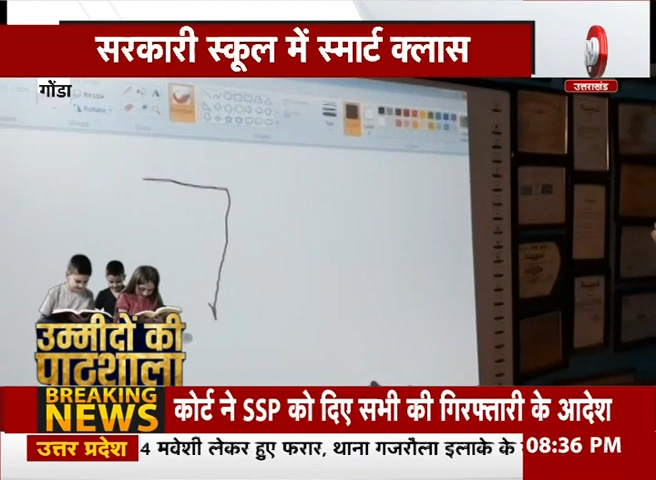 सरकारी स्कूल में स्मार्ट क्लास
गोंडा
उत्तराखंड
Rotate
उम्मीदों की
पाठशाला
BREAKING
NEWS
कोर्ट ने SSP को दिए सभी की गिरफ्तारी के आदेश
उत्तर प्रदेश
4 मवेशी लेकर हुए फरार, थाना गजरौला इलाके के
08:36 PM